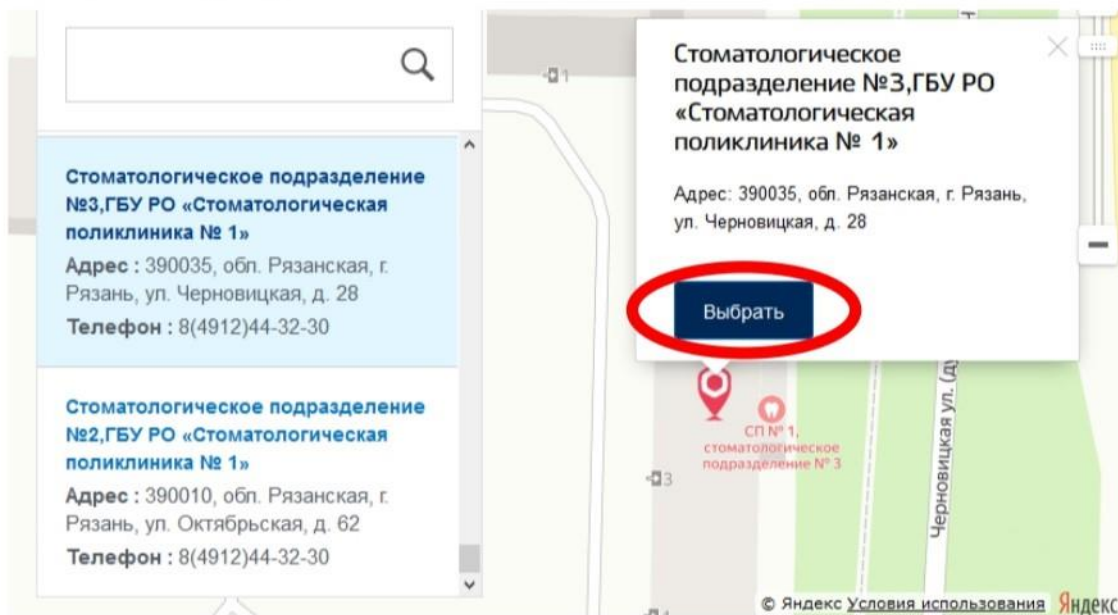 Стоматологическое подразделение
№3,ГБУ РО «Стоматологическая
поликлиника № 1»
Адрес : 390035, обл. Рязанская, г.
Рязань, ул. Черновицкая, д. 28
Телефон : 8(4912)44-32-30
Стоматологическое подразделение
№2,ГБУ РО «Стоматологическая
поликлиника № 1»
Адрес : 390010, обл. Рязанская, г.
Рязань, ул. Октябрьская, д. 62
Телефон : 8(4912)44-32-30
1
Стоматологическое
подразделение №3,ГБУ РО
«Стоматологическая
поликлиника № 1»
Адрес: 390035, обл. Рязанская, г. Рязань,
ул. Черновицкая, д. 28
Выбрать
СП № 1,
стоматологическое
подразделение № 3
3
Черновицкая ул. (ду
© Яндекс Условия использования Яндекс